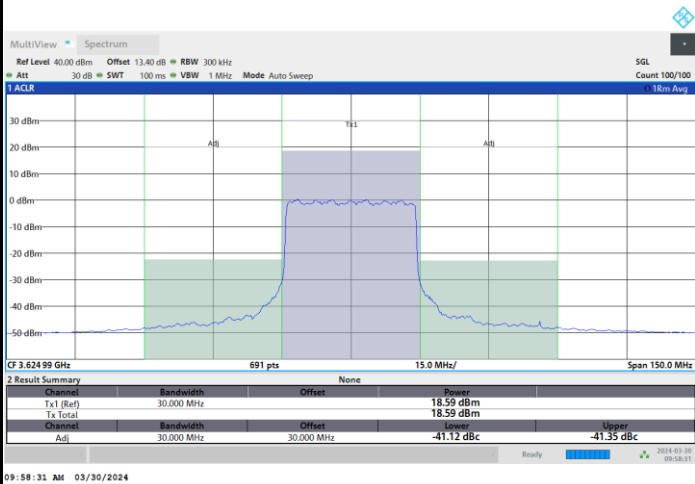 MultiView Spectrum
Ref Level 40.00 dBm Offset 13.40 dB RBW 300 kHz SGL
Att 30 dB SWT 100 ms VBW 1 MHz Mode Auto Sweep Count 100/100
1 ACLR 1Rm Avg
30 dBm
Tx1
20 dBm
Adj Adj
10 dBm
0 dBm
-10 dBm
-20 dBm
-30 dBm
-40 dBm
-50 dBm
CF 3.624 99 GHz 691 pts 15.0 MHz/ Span 150.0 MHz
2 Result Summary None
Channel Bandwidth Offset Power
Tx1 (Ref) 30.000 MHz 18.59 dBm
Tx Total 18.59 dBm
Channel Bandwidth Offset Lower Upper
Adj 30.000 MHz 30.000 MHz -41.12 dBc -41.35 dBc
Ready 2024-03-30
09:58:31
09:58:31 AM 03/30/2024